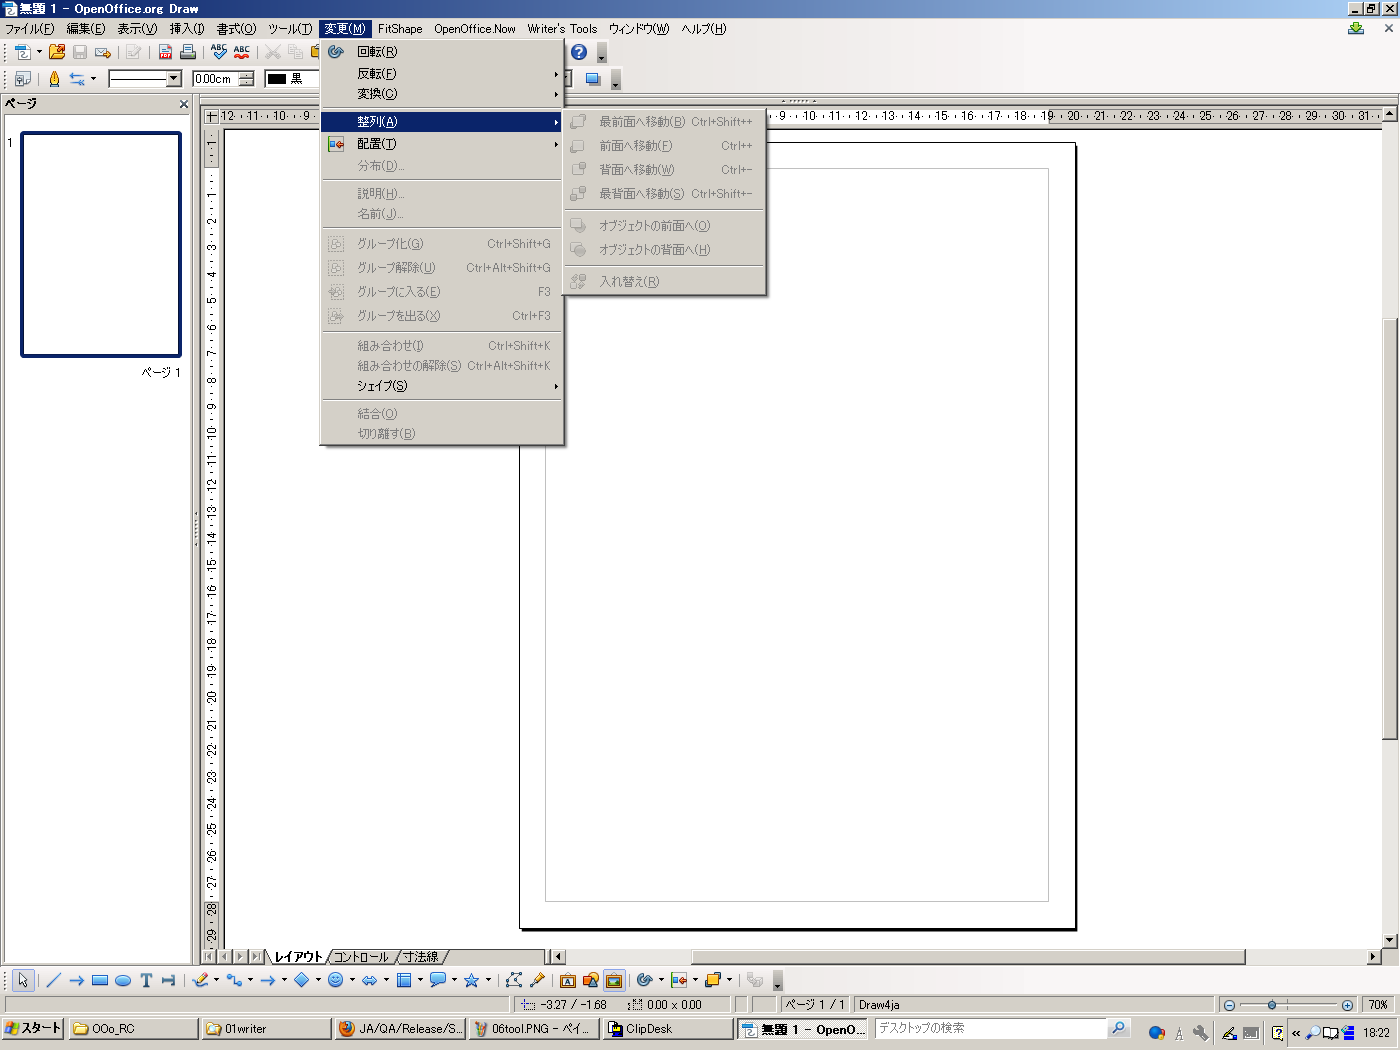 無題 1 - OpenOffice.org Draw
ファイル(F) 編集(E) 表示(V) 挿入(I) 書式(O) ツール(T) 変更(M) FitShape OpenOffice.Now Writer's Tools ウィンドウ(W) ヘルプ(H)
0.00cm 黒
ページ
1
ページ 1
回転(R)
反転(F)
変換(C)
整列(A)
配置(T)
分布(D)...
説明(H)...
名前(J)...
グループ化(G) Ctrl+Shift+G
グループ解除(U) Ctrl+Alt+Shift+G
グループに入る(E) F3
グループを出る(X) Ctrl+F3
組み合わせ(I) Ctrl+Shift+K
組み合わせの解除(S) Ctrl+Alt+Shift+K
シェイプ(S)
結合(O)
切り離す(B)
最前面へ移動(B) Ctrl+Shift++
前面へ移動(F) Ctrl++
背面へ移動(W) Ctrl+-
最背面へ移動(S) Ctrl+Shift+-
オブジェクトの前面へ(O)
オブジェクトの背面へ(H)
入れ替え(R)
12 11 10 9 9 10 11 12 13 14 15 16 17 18 19 20 21 22 23 24 25 26 27 28 29 30 31
1 1 2 3 4 5 6 7 8 9 10 11 12 13 14 15 16 17 18 19 20 21 22 23 24 25 26 27 28 29
レイアウト コントロール 寸法線
-3.27 / -1.68 0.00 x 0.00 ページ 1 / 1 Draw4ja 70%
スタート OOo_RC 01writer JA/QA/Release/S... 06tool.PNG - ペイ... ClipDesk 無題 1 - OpenO... デスクトップの検索 A « 18:22